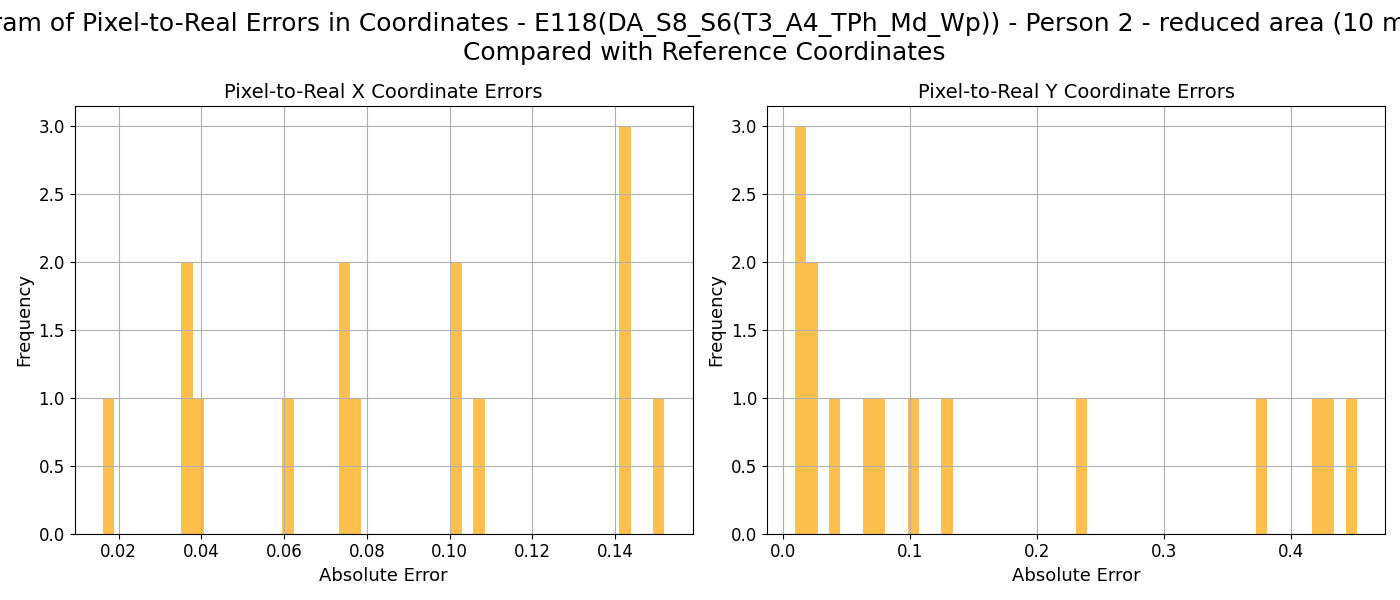 of Pixel-to-Real Errors in Coordinates - E118(DA_S8_S6(T3_A4_TPh_Md_Wp)) - Person 2 - reduced area (10
Compared with Reference Coordinates
Pixel-to-Real X Coordinate Errors
3.0
2.5
2.0
1.5
1.0
0.5
0.0
Frequency
0.02 0.04 0.06 0.08 0.10 0.12 0.14
Absolute Error
Pixel-to-Real Y Coordinate Errors
3.0
2.5
2.0
1.5
1.0
0.5
0.0
Frequency
0.0 0.1 0.2 0.3 0.4
Absolute Error